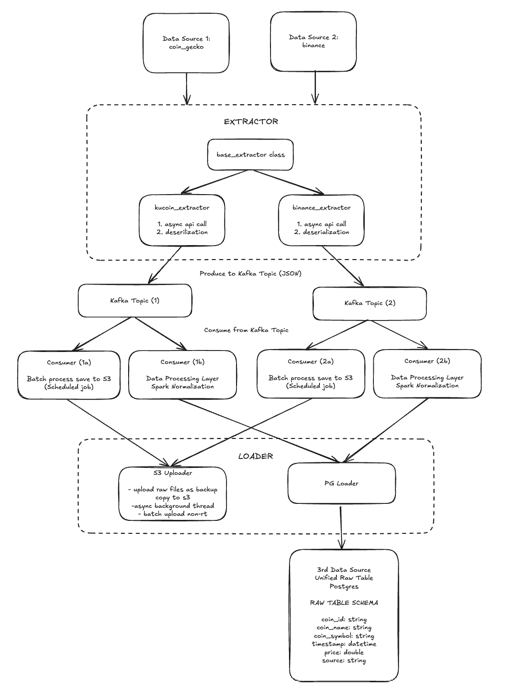 Data Source 1:
coin_gecko
Data Source 2:
binance
EXTRACTOR
base_extractor class
kucoin_extractor
1. async api call
2. deserilization
binance_extractor
1. async api call
2. deserialization
Produce to Kafka Topic (JSON)
Kafka Topic (1)
Kafka Topic (2)
Consume from Kafka Topic
Consumer (1a)
Batch process save to S3
(Scheduled job)
Consumer (1b)
Data Processing Layer
Spark Normalization
Consumer (2a)
Batch process save to S3
(Scheduled job)
Consumer (2b)
Data Processing Layer
Spark Normalization
LOADER
S3 Uploader
- upload raw files as backup
copy to s3
-async background thread
- batch upload non-rt
PG Loader
3rd Data Source
Unified Raw Table
Postgres
RAW TABLE SCHEMA
coin_id: string
coin_name: string
coin_symbol: string
timestamp: datetime
price: double
source: string